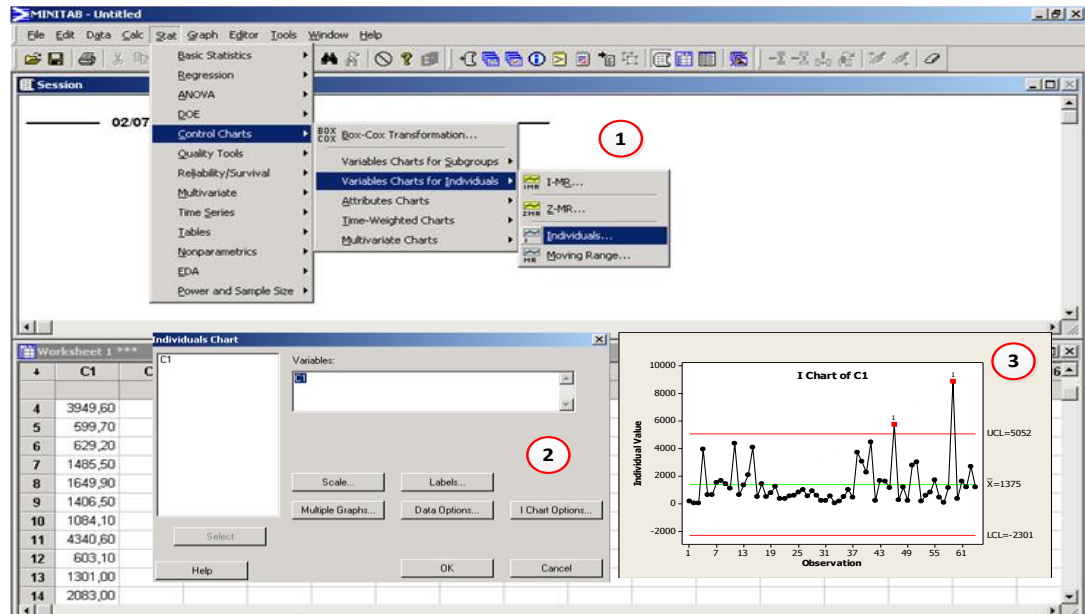 MINITAB - Untitled
File Edit Data Calc Stat Graph Editor Tools Window Help
Session
02/07
Basic Statistics
Regression
ANOVA
DOE
Control Charts
Quality Tools
Reliability/Survival
Multivariate
Time Series
Tables
Nonparametrics
EDA
Power and Sample Size
BOX COX Box-Cox Transformation...
Variables Charts for Subgroups
Variables Charts for Individuals
Attributes Charts
Time-Weighted Charts
Multivariate Charts
1
IMR I-MR...
ZMR Z-MR...
I Individuals...
MR Moving Range...
Worksheet 1 ***
C1 C
4 3949,60
5 599,70
6 629,20
7 1485,50
8 1649,90
9 1406,50
10 1084,10
11 4340,60
12 603,10
13 1301,00
14 2083,00
Individuals Chart
C1
Variables:
C1
2
Scale... Labels...
Multiple Graphs... Data Options... I Chart Options...
Select
Help OK Cancel
3
6
I Chart of C1
Individual Value
10000
8000
6000
4000
2000
0
-2000
1
1
UCL=5052
X̄=1375
LCL=-2301
1 7 13 19 25 31 37 43 49 55 61
Observation